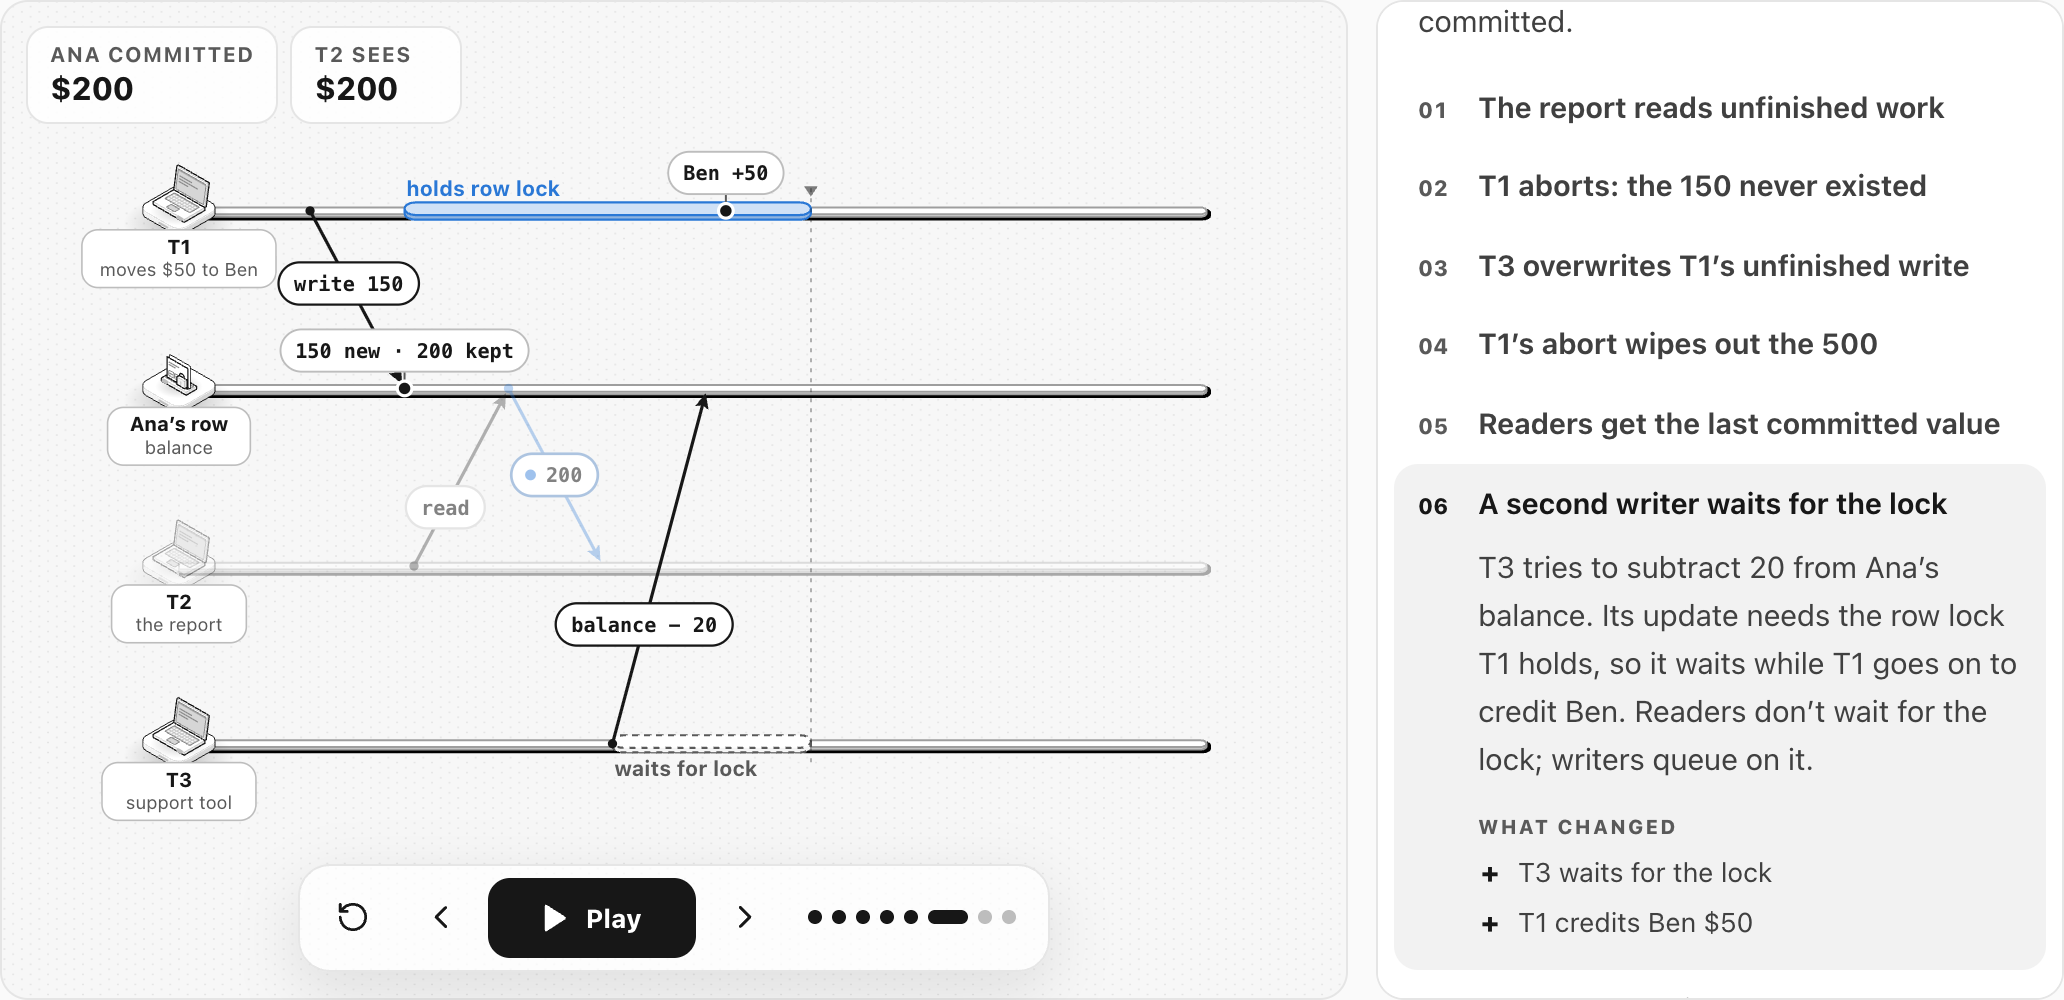 ANA COMMITTED
$200
T2 SEES
$200
holds row lock
Ben +50
T1
moves $50 to Ben
write 150
150 new · 200 kept
Ana’s row
balance
200
read
T2
the report
balance − 20
waits for lock
T3
support tool
Play
committed.
01 The report reads unfinished work
02 T1 aborts: the 150 never existed
03 T3 overwrites T1’s unfinished write
04 T1’s abort wipes out the 500
05 Readers get the last committed value
06 A second writer waits for the lock
T3 tries to subtract 20 from Ana’s
balance. Its update needs the row lock
T1 holds, so it waits while T1 goes on to
credit Ben. Readers don’t wait for the
lock; writers queue on it.
WHAT CHANGED
+ T3 waits for the lock
+ T1 credits Ben $50